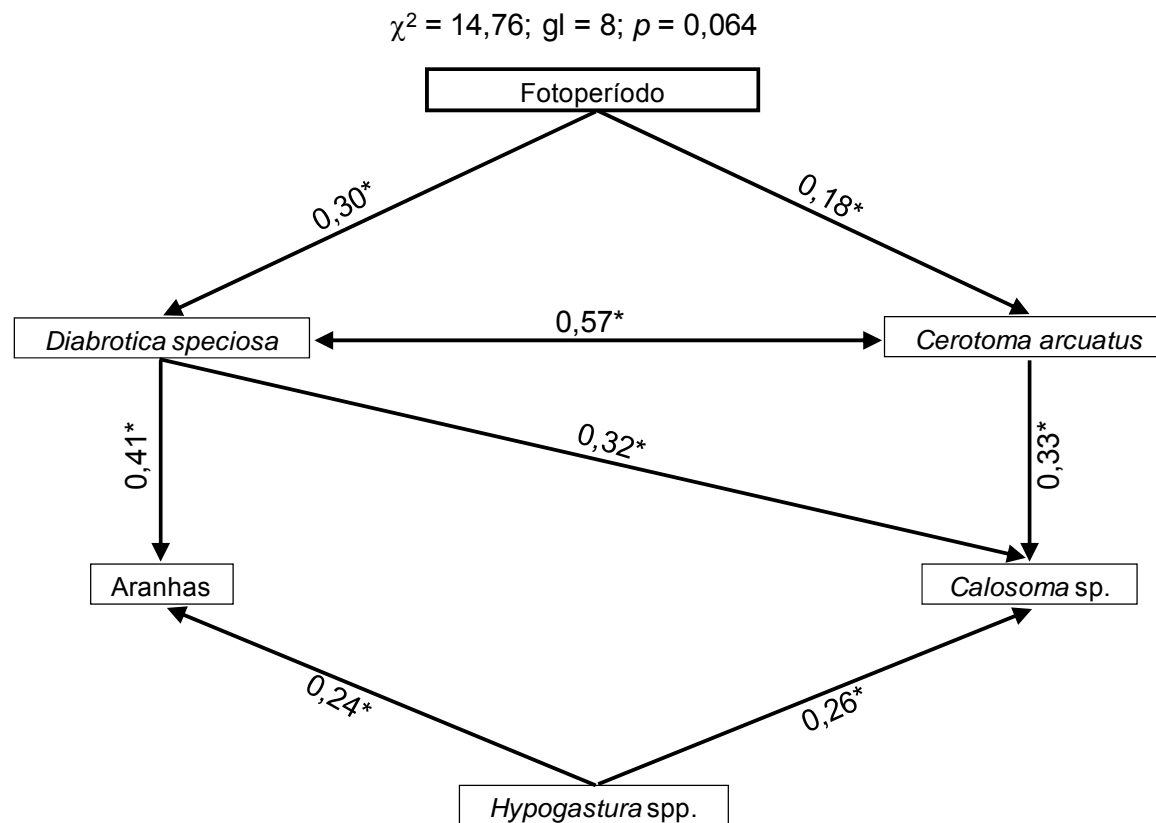 χ² = 14,76; gl = 8; p = 0,064
Fotoperíodo
0,30*
0,18*
Diabrotica speciosa
0,57*
Cerotoma arcuatus
0,41*
0,32*
0,33*
Aranhas
Calosoma sp.
0,24*
0,26*
Hypogastura spp.